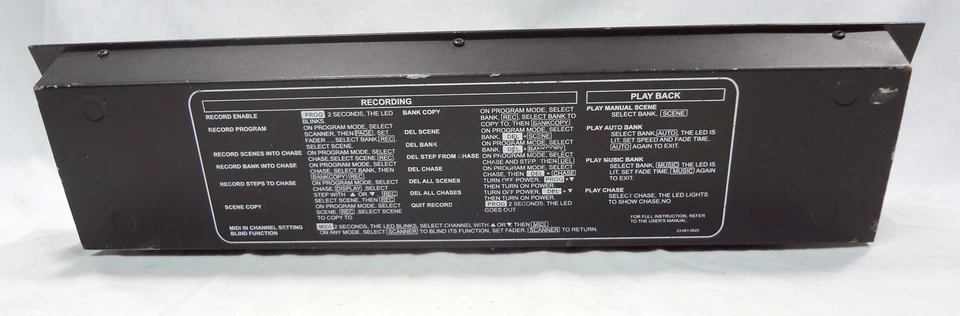 RECORDING
RECORD ENABLE PROG 2 SECONDS, THE LED
BLINKS.
RECORD PROGRAM ON PROGRAM MODE, SELECT
SCANNER, THEN PAGE, SET
FADER.... SELECT BANK, REC,
SELECT SCENE.
RECORD SCENES INTO CHASE ON PROGRAM MODE, SELECT
CHASE,SELECT SCENE, REC.
RECORD BANK INTO CHASE ON PROGRAM MODE, SELECT
CHASE, SELECT BANK, THEN
BANKCOPY REC.
RECORD STEPS TO CHASE ON PROGRAM MODE, SELECT
CHASE, DISPLAY, SELECT
STEP WITH ▲ OR ▼, REC
SELECT SCENE, THEN REC.
SCENE COPY ON PROGRAM MODE, SELECT
SCENE, REC, SELECT SCENE
TO COPY TO.
BANK COPY ON PROGRAM MODE, SELECT
BANK, REC, SELECT BANK TO
COPY TO, THEN BANKCOPY
DEL SCENE ON PROGRAM MODE, SELECT
BANK, DEL + SCENE
DEL BANK ON PROGRAM MODE, SELECT
BANK, DEL + BANKCOPY
DEL STEP FROM CHASE ON PROGRAM MODE, SELECT
CHASE AND STEP, THEN DEL
DEL CHASE ON PROGRAM MODE, SELECT
CHASE, THEN DEL + CHASE
DEL ALL SCENES TURN OFF POWER, PROG + ▼
THEN TURN ON POWER.
DEL ALL CHASES TURN OFF POWER, DEL + ▼
THEN TURN ON POWER.
QUIT RECORD PROG 2 SECONDS, THE LED
GOES OUT.
MIDI IN CHANNEL SETTING MIDI 2 SECONDS, THE LED BLINKS, SELECT CHANNEL WITH ▲ OR ▼, THEN MIDI
BLIND FUNCTION ON ANY MODE, SELECT SCANNER TO BLIND ITS FUNCTION, SET FADER, SCANNER TO RETURN.
PLAY BACK
PLAY MANUAL SCENE
SELECT BANK, SCENE
PLAY AUTO BANK
SELECT BANK, AUTO, THE LED IS
LIT, SET SPEED AND FADE TIME,
AUTO AGAIN TO EXIT.
PLAY MUSIC BANK
SELECT BANK, MUSIC, THE LED IS
LIT, SET FADE TIME, MUSIC AGAIN
TO EXIT.
PLAY CHASE
SELECT CHASE, THE LED LIGHTS
TO SHOW CHASE,NO
FOR FULL INSTRUCTION, REFER
TO THE USER'S MANUAL.
23-001-0023